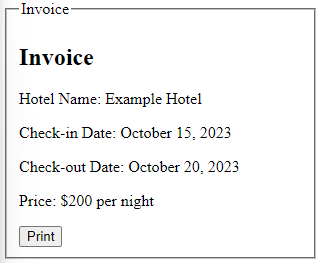 Invoice
Invoice
Hotel Name: Example Hotel
Check-in Date: October 15, 2023
Check-out Date: October 20, 2023
Price: $200 per night
Print